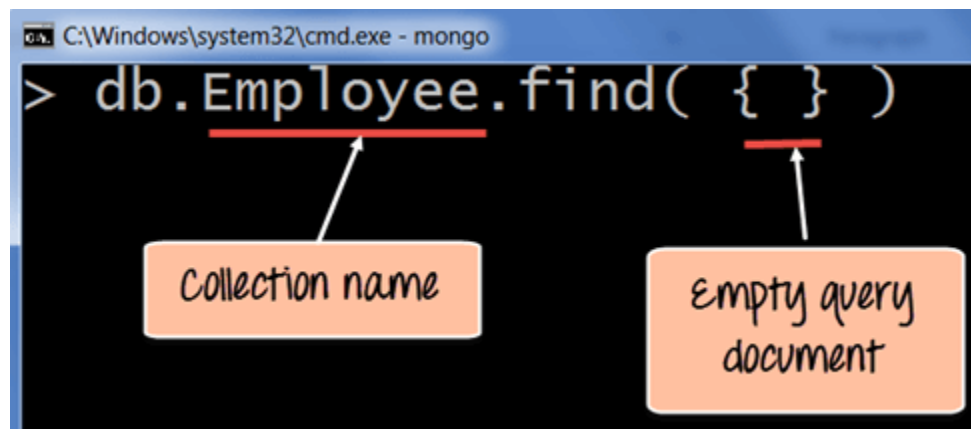 C:\Windows\system32\cmd.exe - mongo
> db.Employee.find( { } )
Collection name
Empty query
document